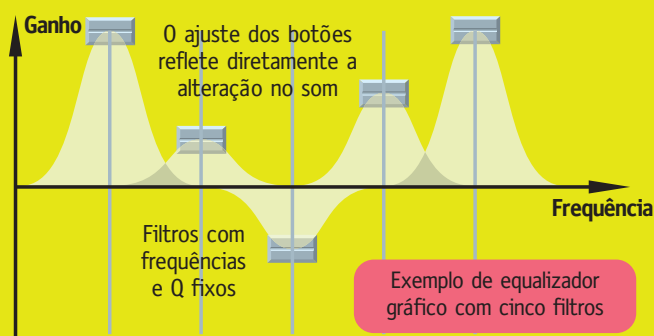 Ganho
O ajuste dos botões
reflete diretamente a
alteração no som
Frequência
Filtros com
frequências
e Q fixos
Exemplo de equalizador
gráfico com cinco filtros